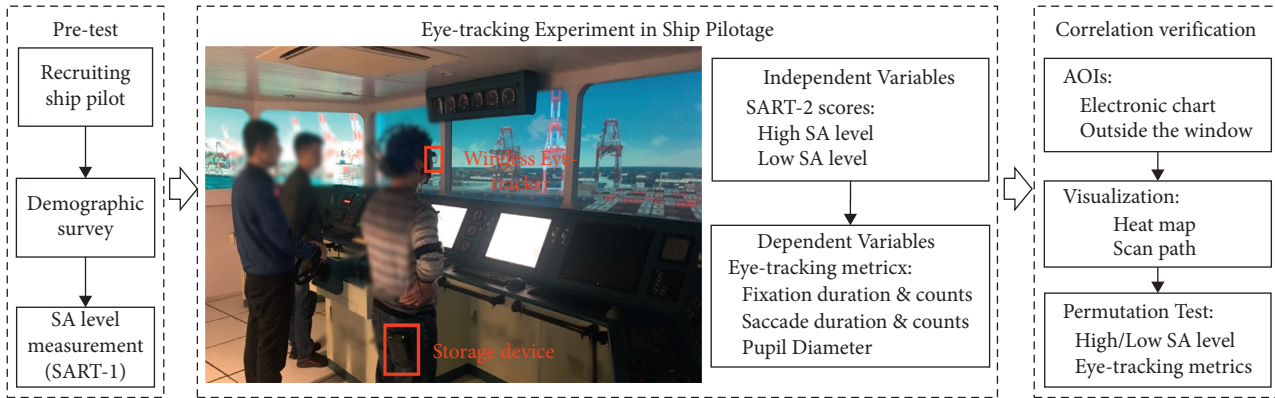 Pre-test
Recruiting
ship pilot
Demographic
survey
SA level
measurement
(SART-1)
Eye-tracking Experiment in Ship Pilotage
Wireless Eye-
tracker
Storage device
Independent Variables
SART-2 scores:
High SA level
Low SA level
Dependent Variables
Eye-tracking metricx:
Fixation duration & counts
Saccade duration & counts
Pupil Diameter
Correlation verification
AOIs:
Electronic chart
Outside the window
Visualization:
Heat map
Scan path
Permutation Test:
High/Low SA level
Eye-tracking metrics